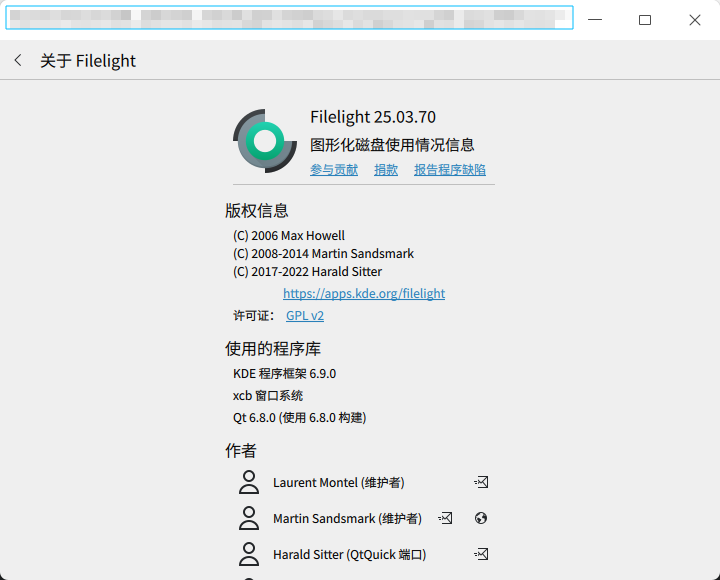 关于 Filelight
Filelight 25.03.70
图形化磁盘使用情况信息
参与贡献 捐款 报告程序缺陷
版权信息
(C) 2006 Max Howell
(C) 2008-2014 Martin Sandsmark
(C) 2017-2022 Harald Sitter
https://apps.kde.org/filelight
许可证： GPL v2
使用的程序库
KDE 程序框架 6.9.0
xcb 窗口系统
Qt 6.8.0 (使用 6.8.0 构建)
作者
Laurent Montel (维护者)
Martin Sandsmark (维护者)
Harald Sitter (QtQuick 端口)